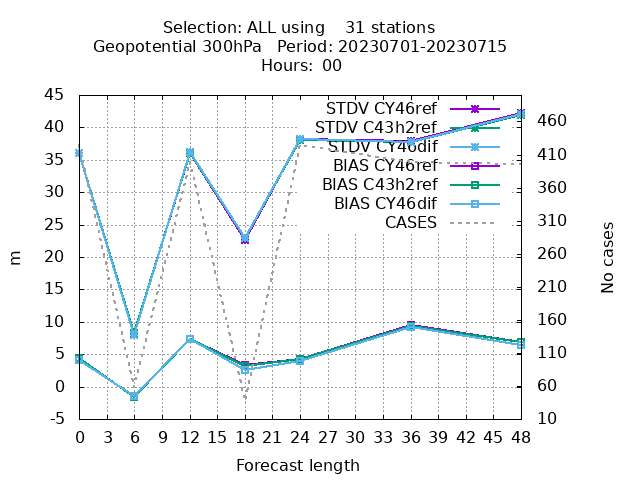 Selection: ALL using    31 stations
Geopotential 300hPa   Period: 20230701-20230715
Hours: 00
STDV CY46ref
STDV C43h2ref
STDV CY46dif
BIAS CY46ref
BIAS C43h2ref
BIAS CY46dif
CASES
45
40
35
30
25
20
15
10
5
0
-5
m
460
410
360
310
260
210
160
110
60
10
No cases
0 3 6 9 12 15 18 21 24 27 30 33 36 39 42 45 48
Forecast length